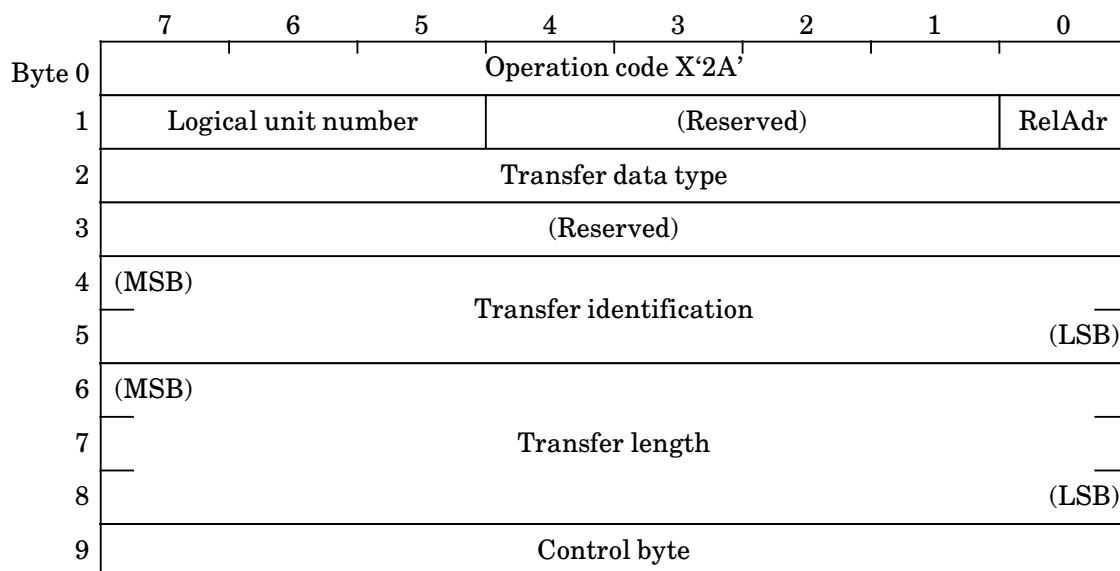 7 6 5 4 3 2 1 0
Byte 0 Operation code X‘2A’
1 Logical unit number (Reserved) RelAdr
2 Transfer data type
3 (Reserved)
4 (MSB)
Transfer identification
5 (LSB)
6 (MSB)
7 Transfer length
8 (LSB)
9 Control byte